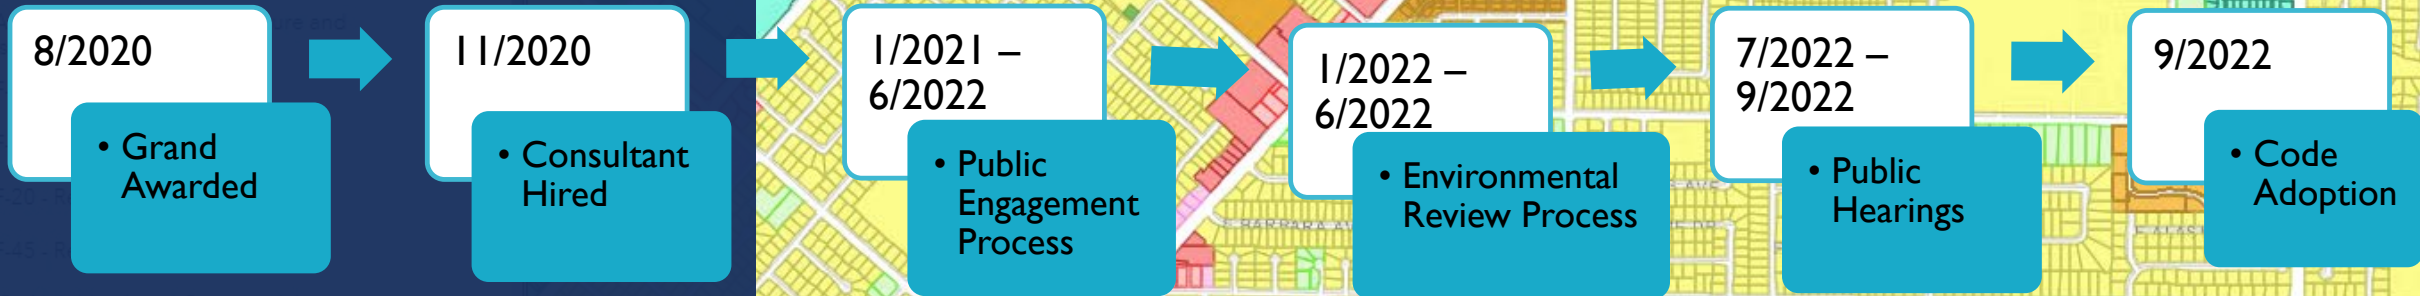 8/2020
• Grand
Awarded
11/2020
• Consultant
Hired
1/2021 –
6/2022
• Public
Engagement
Process
1/2022 –
6/2022
• Environmental
Review Process
7/2022 –
9/2022
• Public
Hearings
9/2022
• Code
Adoption